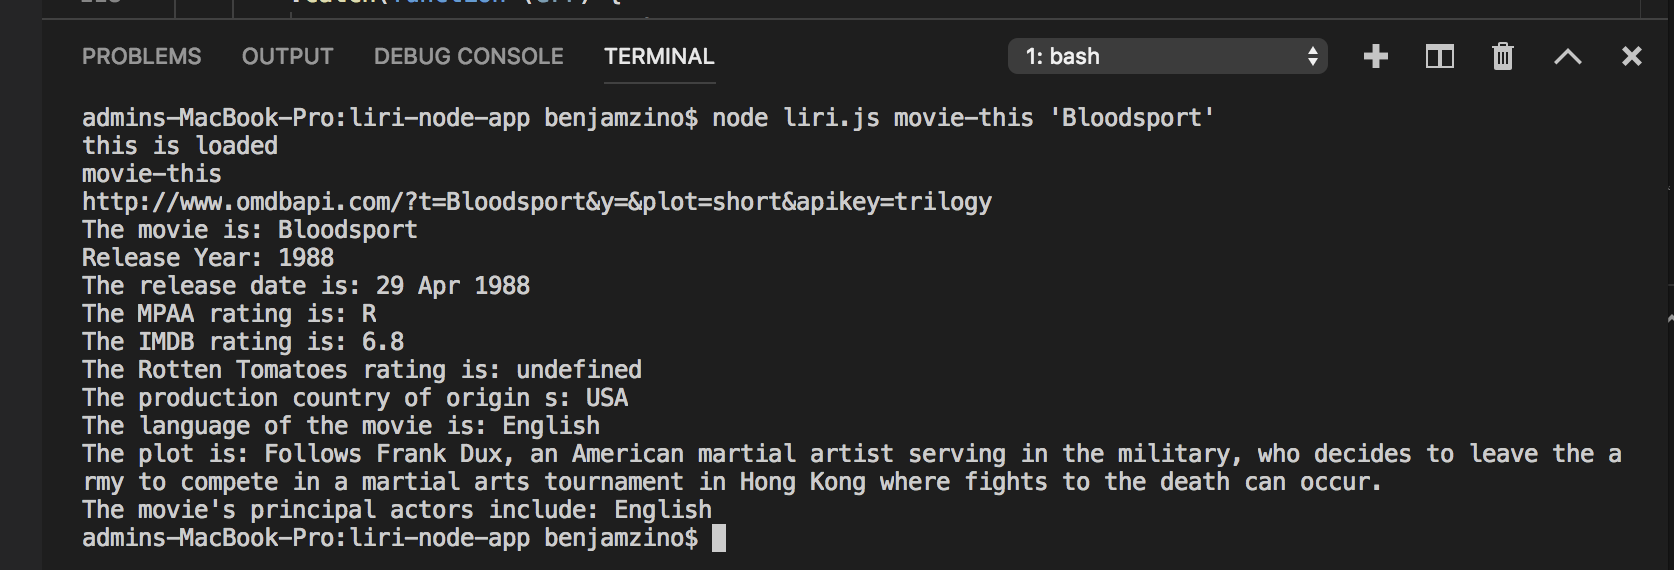 PROBLEMS OUTPUT DEBUG CONSOLE TERMINAL 1: bash
admins-MacBook-Pro:liri-node-app benjamzino$ node liri.js movie-this 'Bloodsport'
this is loaded
movie-this
http://www.omdbapi.com/?t=Bloodsport&y=&plot=short&apikey=trilogy
The movie is: Bloodsport
Release Year: 1988
The release date is: 29 Apr 1988
The MPAA rating is: R
The IMDB rating is: 6.8
The Rotten Tomatoes rating is: undefined
The production country of origin s: USA
The language of the movie is: English
The plot is: Follows Frank Dux, an American martial artist serving in the military, who decides to leave the a
rmy to compete in a martial arts tournament in Hong Kong where fights to the death can occur.
The movie's principal actors include: English
admins-MacBook-Pro:liri-node-app benjamzino$